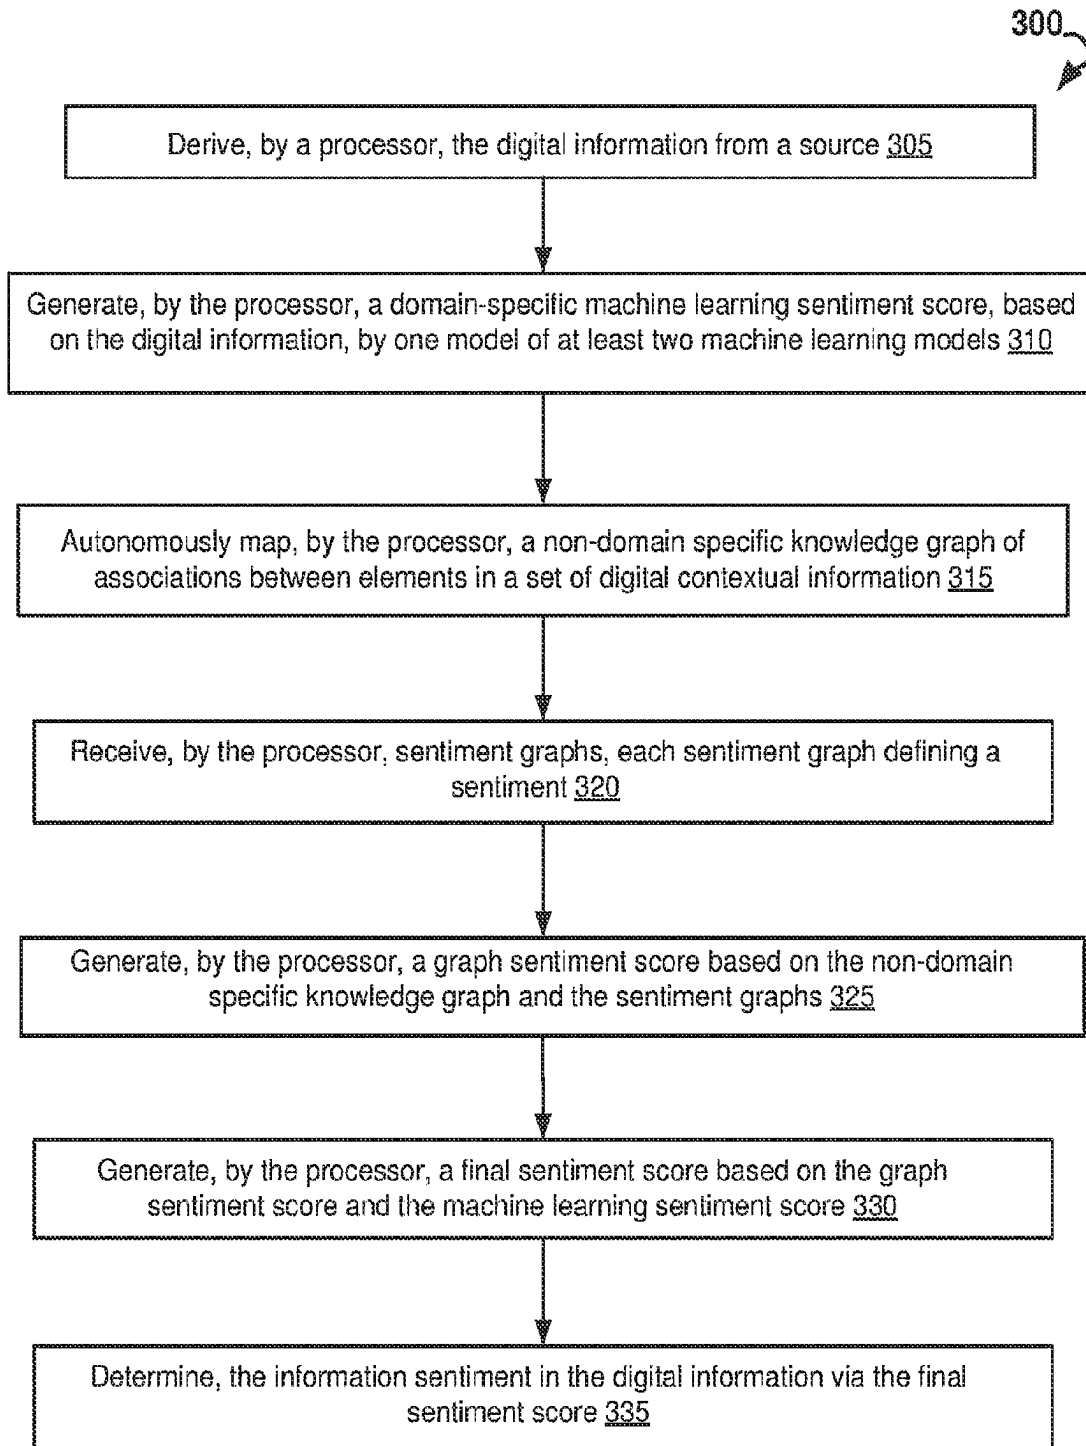 300
Derive, by a processor, the digital information from a source 305
Generate, by the processor, a domain-specific machine learning sentiment score, based
on the digital information, by one model of at least two machine learning models 310
Autonomously map, by the processor, a non-domain specific knowledge graph of
associations between elements in a set of digital contextual information 315
Receive, by the processor, sentiment graphs, each sentiment graph defining a
sentiment 320
Generate, by the processor, a graph sentiment score based on the non-domain
specific knowledge graph and the sentiment graphs 325
Generate, by the processor, a final sentiment score based on the graph
sentiment score and the machine learning sentiment score 330
Determine, the information sentiment in the digital information via the final
sentiment score 335